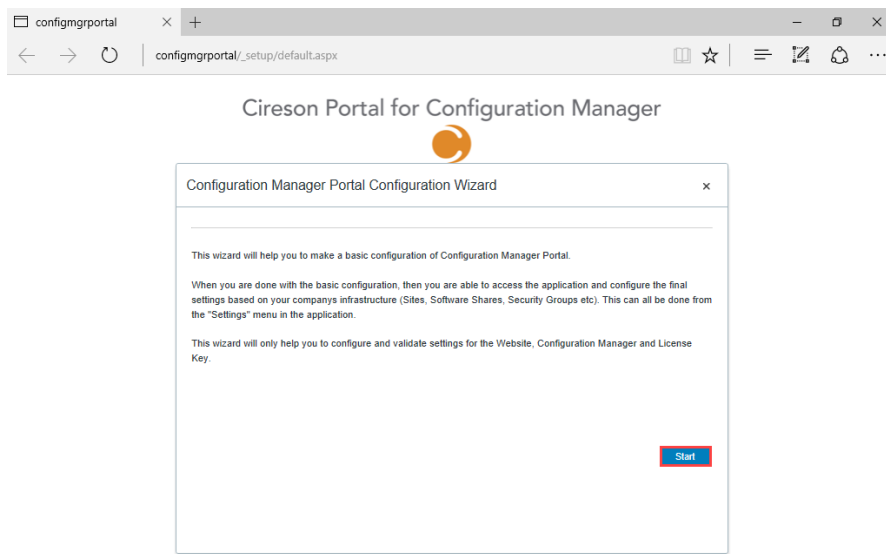 configmgrportal
configmgrportal/_setup/default.aspx
Cireson Portal for Configuration Manager
Configuration Manager Portal Configuration Wizard
This wizard will help you to make a basic configuration of Configuration Manager Portal.
When you are done with the basic configuration, then you are able to access the application and configure the final
settings based on your companys infrastructure (Sites, Software Shares, Security Groups etc). This can all be done from
the "Settings" menu in the application.
This wizard will only help you to configure and validate settings for the Website, Configuration Manager and License
Key.
Start